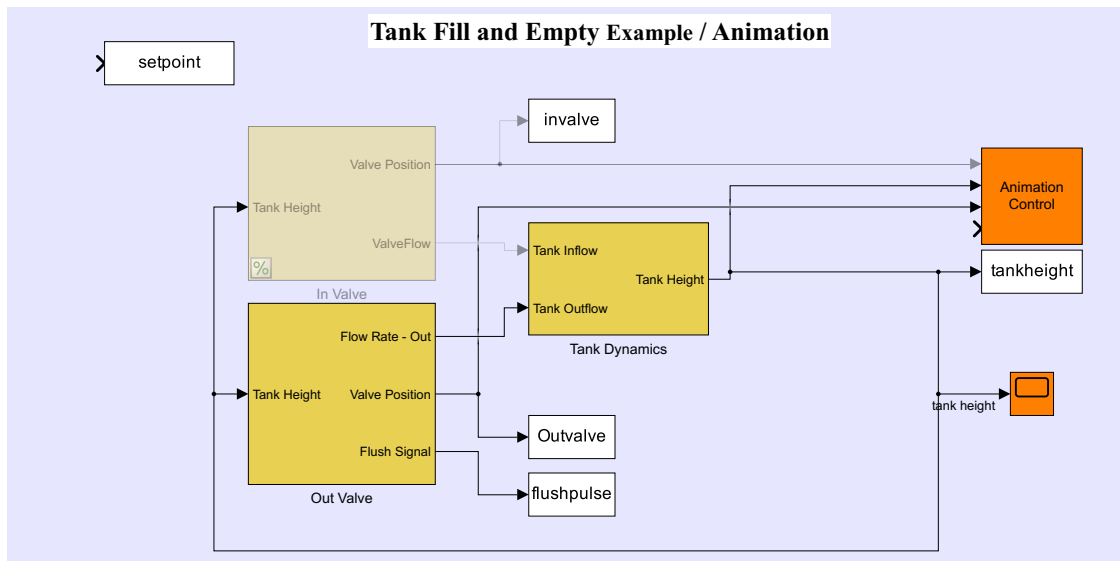 Tank Fill and Empty Example / Animation
setpoint
invalve
Valve Position
Tank Height
ValveFlow
%
In Valve
Animation
Control
tankheight
Tank Inflow
Tank Height
Tank Outflow
Tank Dynamics
Flow Rate - Out
Tank Height
Valve Position
Flush Signal
Out Valve
tank height
Outvalve
flushpulse